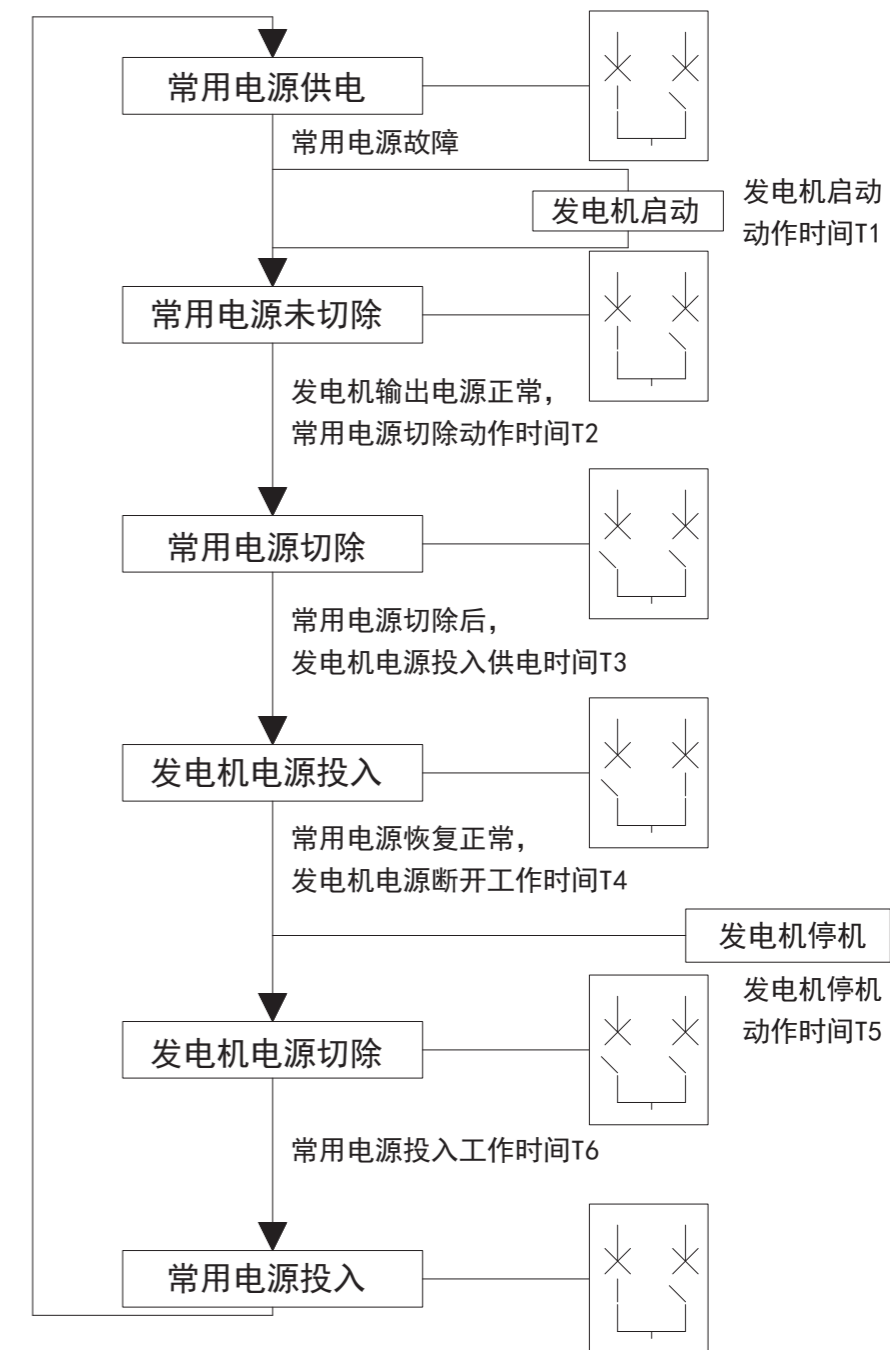 常用电源供电
常用电源故障
发电机启动
发电机启动
动作时间T1
常用电源未切除
发电机输出电源正常，
常用电源切除动作时间T2
常用电源切除
常用电源切除后，
发电机电源投入供电时间T3
发电机电源投入
常用电源恢复正常，
发电机电源断开工作时间T4
发电机停机
发电机停机
动作时间T5
发电机电源切除
常用电源投入工作时间T6
常用电源投入